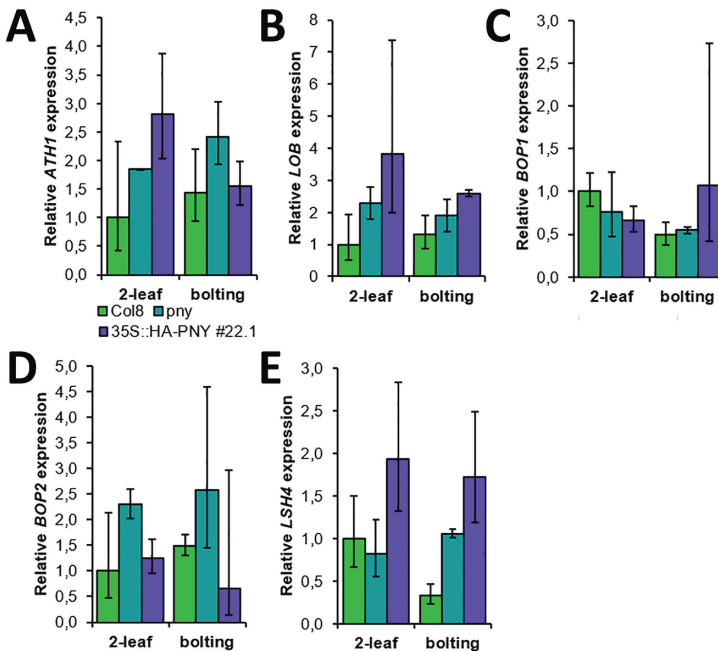 A
Relative ATH1 expression
4,5
4,0
3,5
3,0
2,5
2,0
1,5
1,0
0,5
0,0
2-leaf bolting
B
Relative LOB expression
8
7
6
5
4
3
2
1
0
2-leaf bolting
C
Relative BOP1 expression
3,0
2,5
2,0
1,5
1,0
0,5
0,0
2-leaf bolting
Col8 pny
35S::HA-PNY #22.1
D
Relative BOP2 expression
5,0
4,5
4,0
3,5
3,0
2,5
2,0
1,5
1,0
0,5
0,0
2-leaf bolting
E
Relative LSH4 expression
3,0
2,5
2,0
1,5
1,0
0,5
0,0
2-leaf bolting